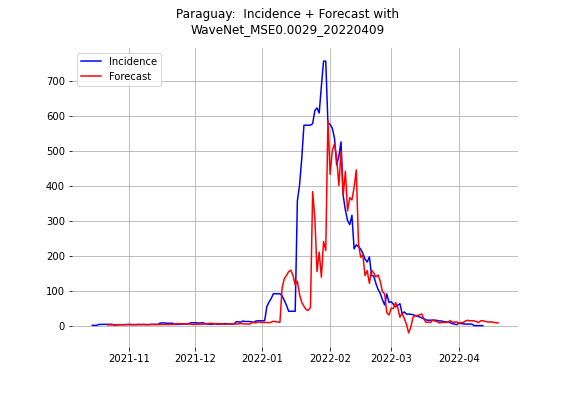 Paraguay:  Incidence + Forecast with
WaveNet_MSE0.0029_20220409
Incidence
Forecast
700
600
500
400
300
200
100
0
2021-11 2021-12 2022-01 2022-02 2022-03 2022-04